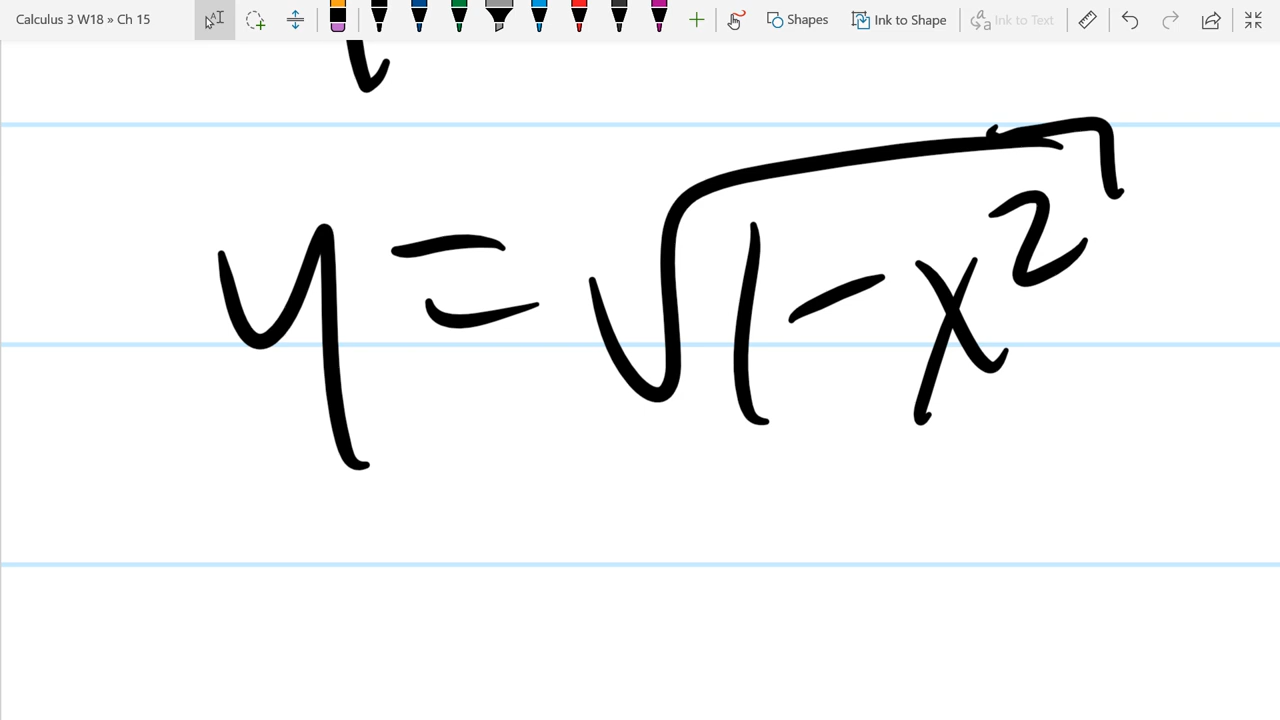 Calculus 3 W18 » Ch 15
Shapes
Ink to Shape
Ink to Text
y = √1-x²